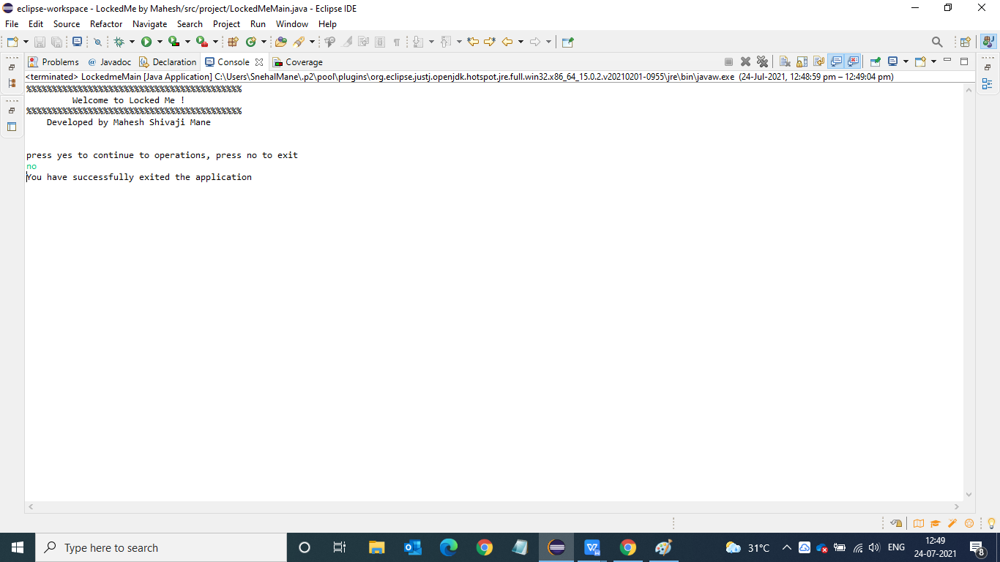 eclipse-workspace - LockedMe by Mahesh/src/project/LockedMeMain.java - Eclipse IDE
File Edit Source Refactor Navigate Search Project Run Window Help
Problems @ Javadoc Declaration Console Coverage
<terminated> LockedmeMain [Java Application] C:\Users\SnehalMane\.p2\pool\plugins\org.eclipse.justj.openjdk.hotspot.jre.full.win32.x86_64_15.0.2.v20210201-0955\jre\bin\javaw.exe (24-Jul-2021, 12:48:59 pm – 12:49:04 pm)
%%%%%%%%%%%%%%%%%%%%%%%%%%%%%%%%%%%%%%%%%%
Welcome to Locked Me !
%%%%%%%%%%%%%%%%%%%%%%%%%%%%%%%%%%%%%%%%%%
Developed by Mahesh Shivaji Mane
press yes to continue to operations, press no to exit
no
You have successfully exited the application
Type here to search
31°C
ENG
12:49
24-07-2021
8